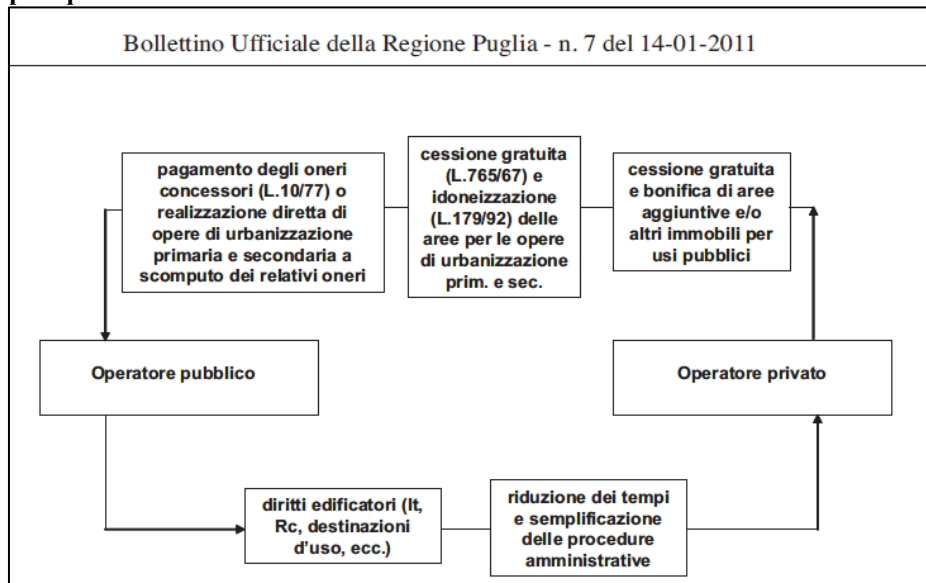 Bollettino Ufficiale della Regione Puglia - n. 7 del 14-01-2011
pagamento degli oneri
concessori (L.10/77) o
realizzazione diretta di
opere di urbanizzazione
primaria e secondaria a
scomputo dei relativi oneri
cessione gratuita
(L.765/67) e
idoneizzazione
(L.179/92) delle
aree per le opere
di urbanizzazione
prim. e sec.
cessione gratuita
e bonifica di aree
aggiuntive e/o
altri immobili per
usi pubblici
Operatore pubblico
Operatore privato
diritti edificatori (It,
Rc, destinazioni
d'uso, ecc.)
riduzione dei tempi
e semplificazione
delle procedure
amministrative